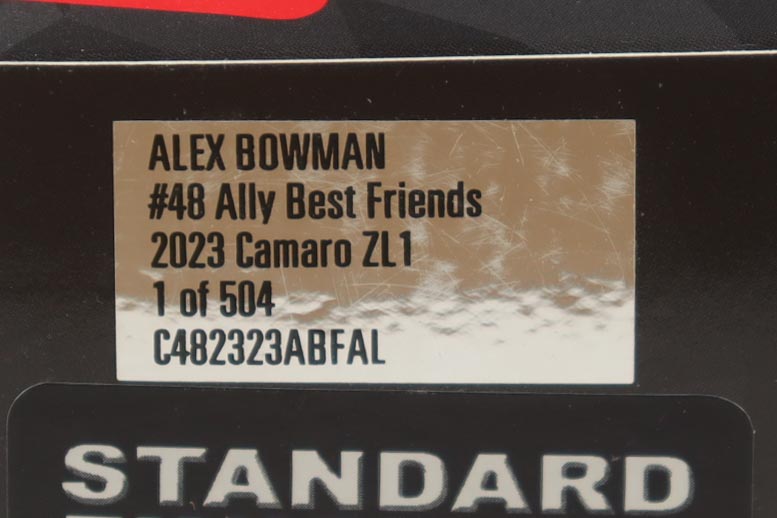 ALEX BOWMAN
#48 Ally Best Friends
2023 Camaro ZL1
1 of 504
C482323ABFAL
STANDARD